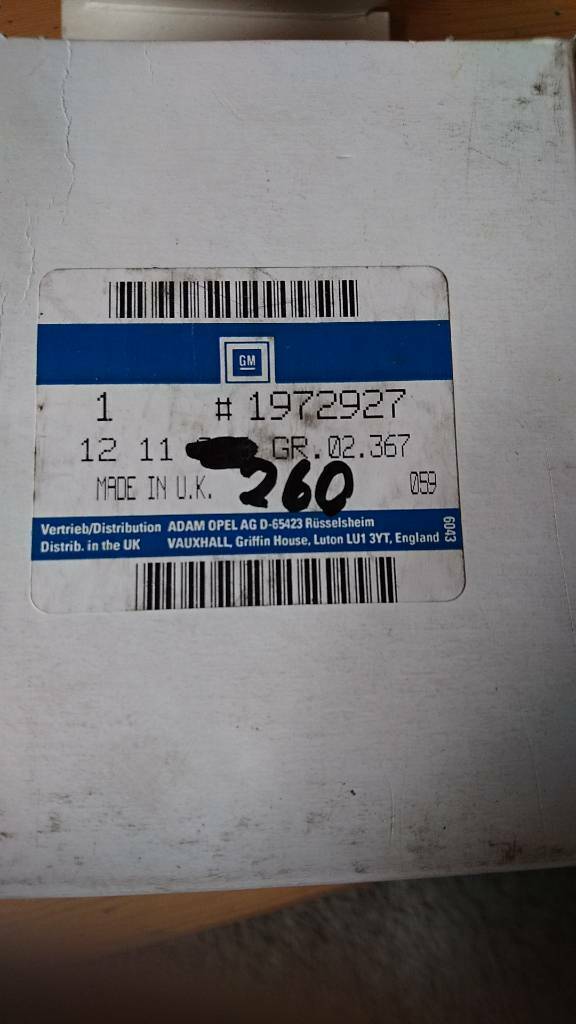 GM
1 # 1972927
12 11 GR.02.367
MADE IN U.K. 260 059
Vertrieb/Distribution ADAM OPEL AG D-65423 Rüsselsheim
Distrib. in the UK VAUXHALL, Griffin House, Luton LU1 3YT, England
6043